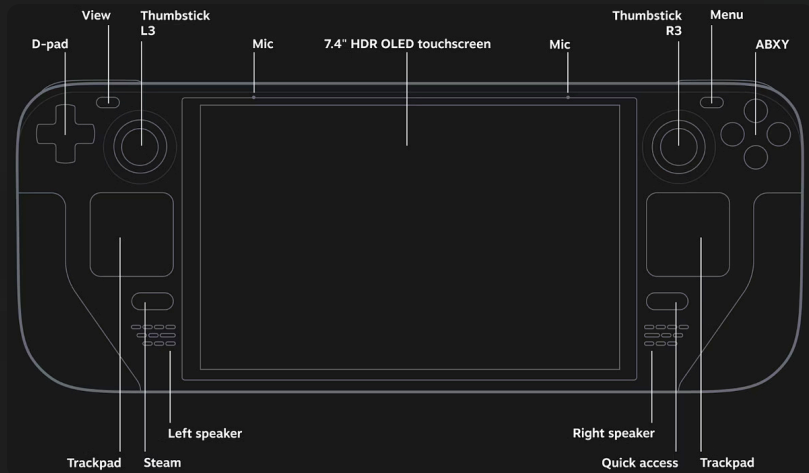 View
Thumbstick
L3
Thumbstick
R3
Menu
D-pad
Mic
7.4" HDR OLED touchscreen
Mic
ABXY
Left speaker
Right speaker
Trackpad
Steam
Quick access
Trackpad